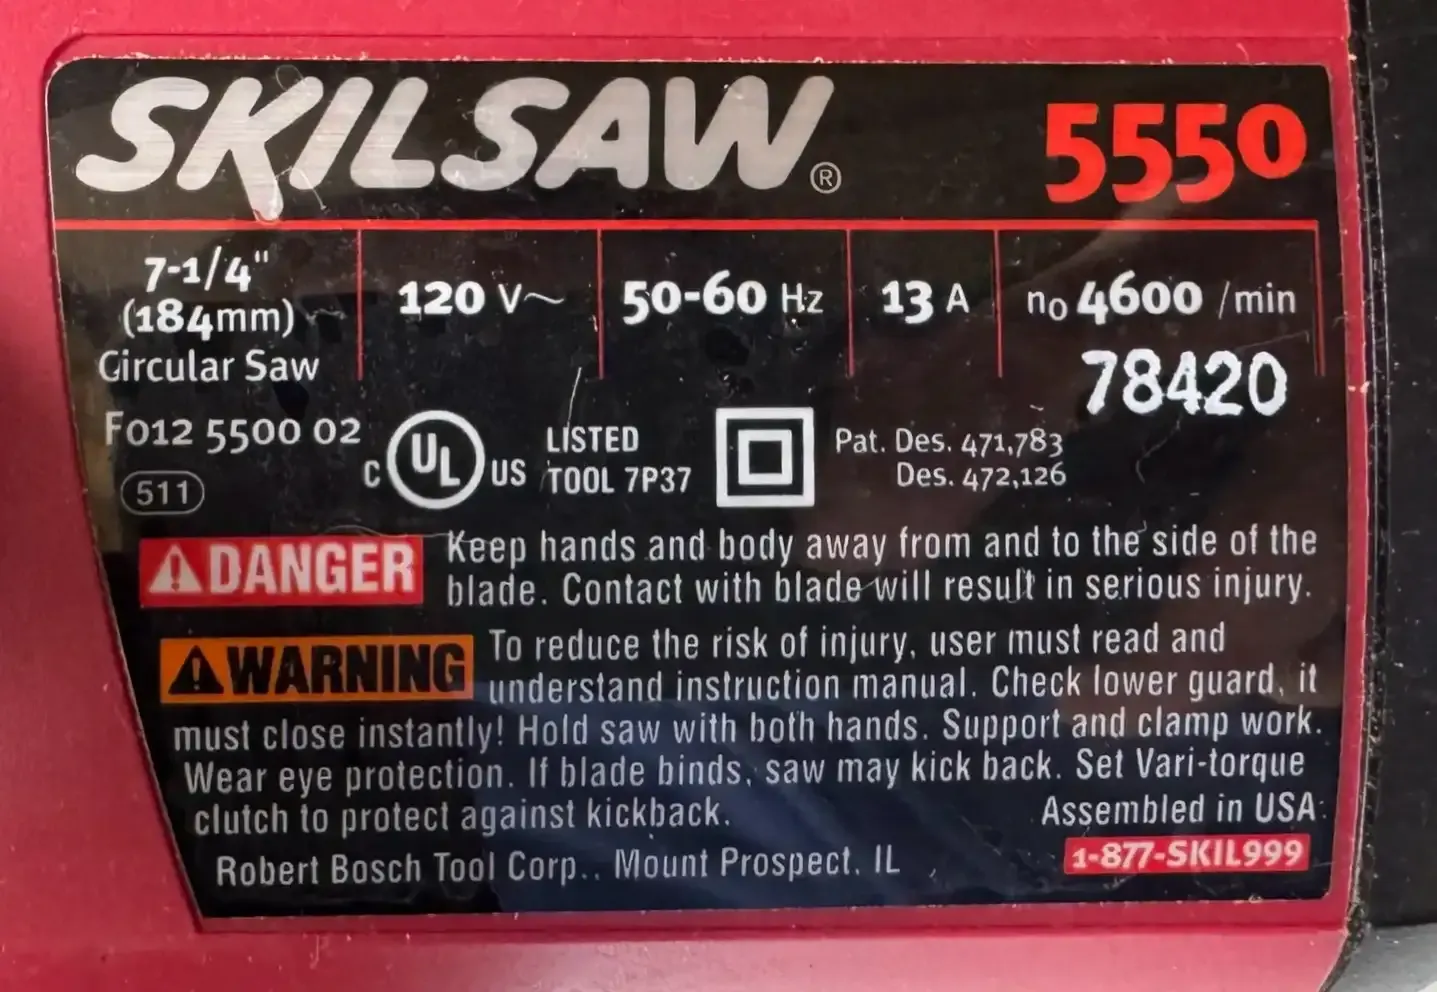 SKILSAW® 5550
7-1/4" 120 V~ 50-60 Hz 13 A no 4600 /min
(184mm)
Circular Saw
78420
F012 5500 02
511
C UL US LISTED
TOOL 7P37
Pat. Des. 471,783
Des. 472,126
⚠DANGER Keep hands and body away from and to the side of the
blade. Contact with blade will result in serious injury.
⚠WARNING To reduce the risk of injury, user must read and
understand instruction manual. Check lower guard, it
must close instantly! Hold saw with both hands. Support and clamp work.
Wear eye protection. If blade binds, saw may kick back. Set Vari-torque
clutch to protect against kickback.
Assembled in USA
Robert Bosch Tool Corp., Mount Prospect, IL
1-877-SKIL999